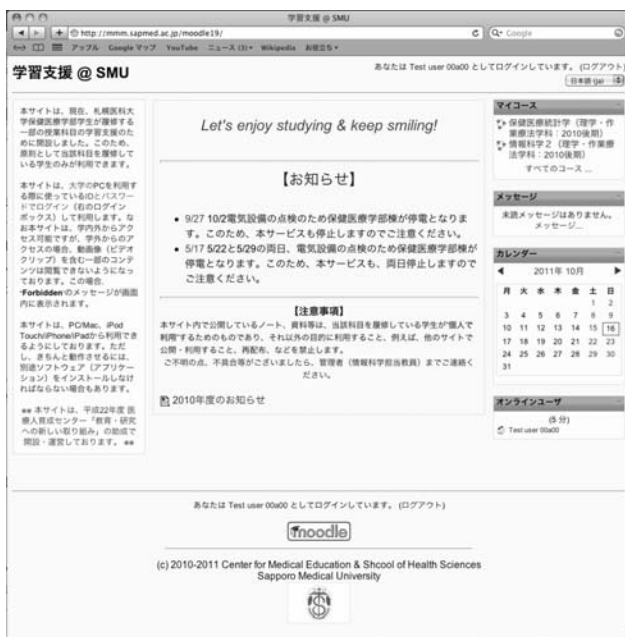 学習支援 @ SMU
http://mmm.sapmed.ac.jp/moodle19/
Google
アップル Google マップ YouTube ニュース (3)▾ Wikipedia お役立ち▾
学習支援 @ SMU
あなたは Test user 00a00 としてログインしています。 (ログアウト)
日本語 (ja)
本サイトは、現在、札幌医科大
学保健医療学部学生が履修する
一部の授業科目の学習支援のた
めに開設しました。このため、
原則として当該科目を履修して
いる学生のみが利用できます。
本サイトは、大学のPCを利用す
る際に使っているIDとパスワー
ドでログイン（右のログイン
ボックス）して利用します。な
お本サイトは、学内外からアク
セス可能ですが、学外からのア
クセスの場合、動画像（ビデオ
クリップ）を含む一部のコンテ
ンツは閲覧できないようになっ
ております。この場合、
"Forbidden"のメッセージが画面
内に表示されます。
本サイトは、PC/Mac、iPod
Touch/iPhone/iPadから利用でき
るようにしております。ただ
し、きちんと動作させるには、
別途ソフトウェア（アプリケー
ション）をインストールしなけ
ればならない場合もあります。
** 本サイトは、平成22年度 医
療人育成センター「教育・研究
への新しい取り組み」の助成で
開設・運営しております。 **
Let's enjoy studying & keep smiling!
【お知らせ】
• 9/27 10/2電気設備の点検のため保健医療学部棟が停電となりま
す。このため、本サービスも停止しますのでご注意ください。
• 5/17 5/22と5/29の両日、電気設備の点検のため保健医療学部棟が
停電となります。このため、本サービスも、両日停止しますので
ご注意ください。
【注意事項】
本サイト内で公開しているノート、資料等は、当該科目を履修している学生が"個人で
利用"するためのものであり、それ以外の目的に利用すること、例えば、他のサイトで
公開・利用すること、再配布、などを禁止します。
ご不明の点、不具合等がございましたら、管理者（情報科学担当教員）までご連絡く
ださい。
2010年度のお知らせ
マイコース
保健医療統計学（理学・作
業療法学科：2010後期）
情報科学２（理学・作業療
法学科：2010後期）
すべてのコース ...
メッセージ
未読メッセージはありません。
メッセージ...
カレンダー
◀ 2011年 10月 ▶
月 火 水 木 金 土 日
1 2
3 4 5 6 7 8 9
10 11 12 13 14 15 16
17 18 19 20 21 22 23
24 25 26 27 28 29 30
31
オンラインユーザ
(5 分)
Test user 00a00
あなたは Test user 00a00 としてログインしています。 (ログアウト)
moodle
(c) 2010-2011 Center for Medical Education & Shcool of Health Sciences
Sapporo Medical University